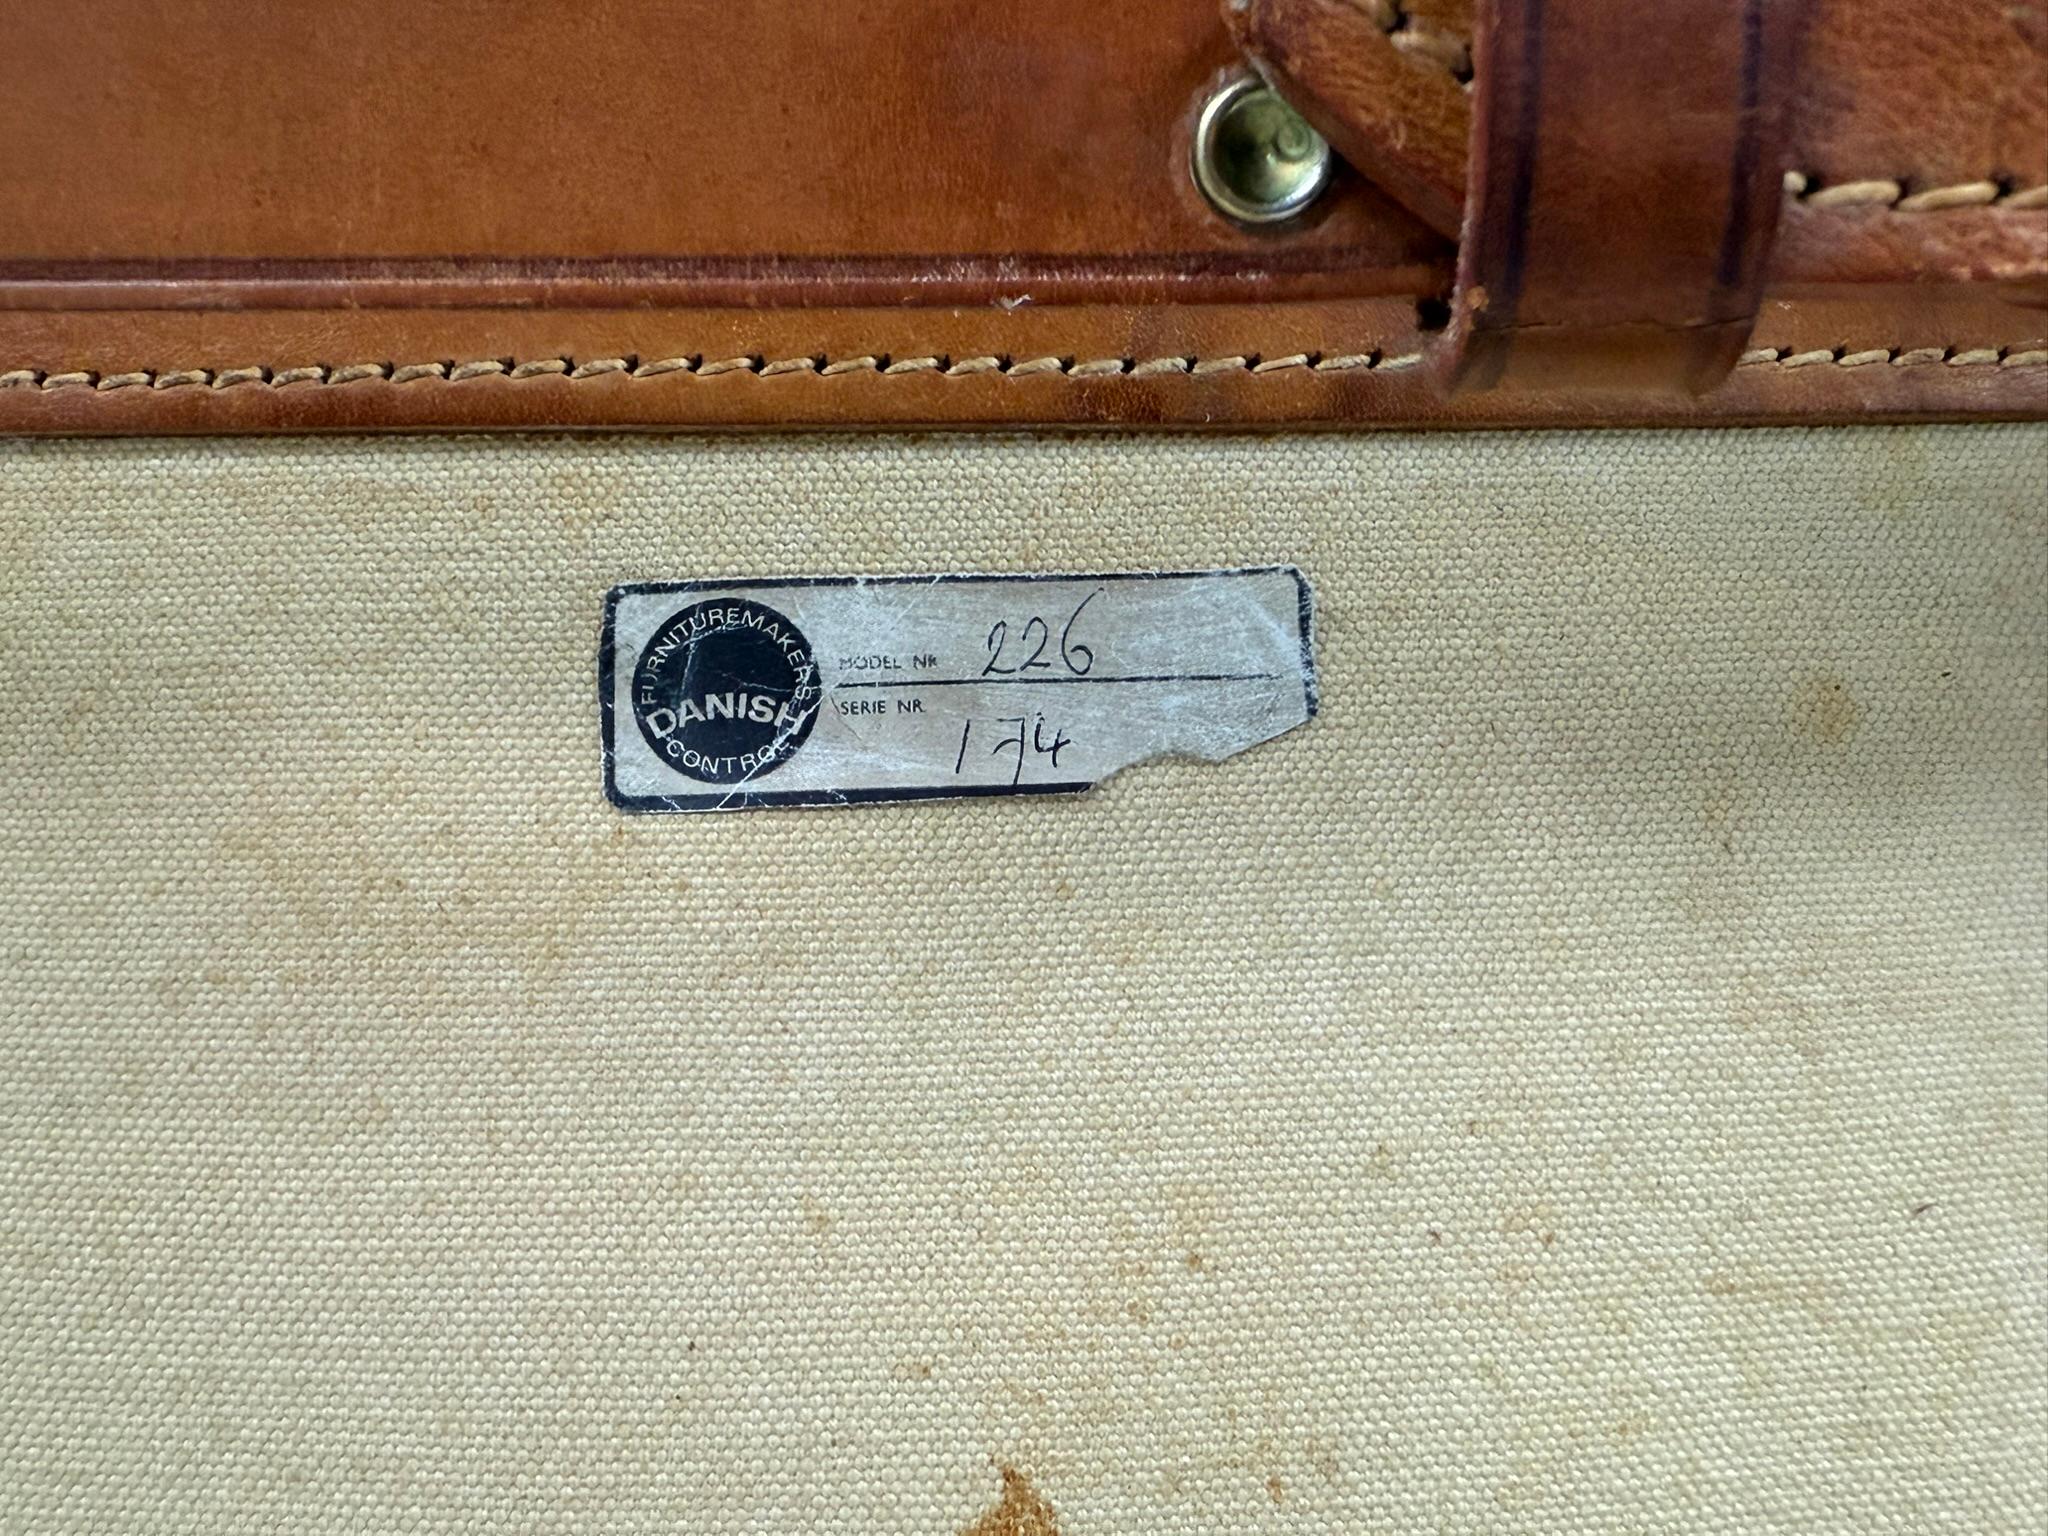 FURNITUREMAKERS
DANISH
CONTROL
MODEL NR 226
SERIE NR
174